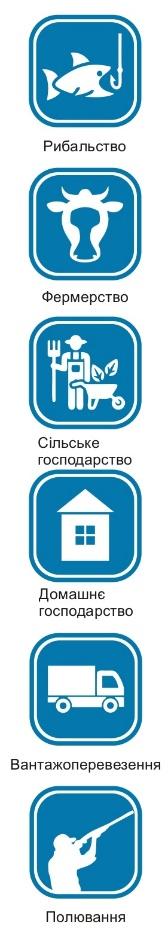 Рибальство
Фермерство
Сільське
господарство
Домашнє
господарство
Вантажоперевезення
Полювання